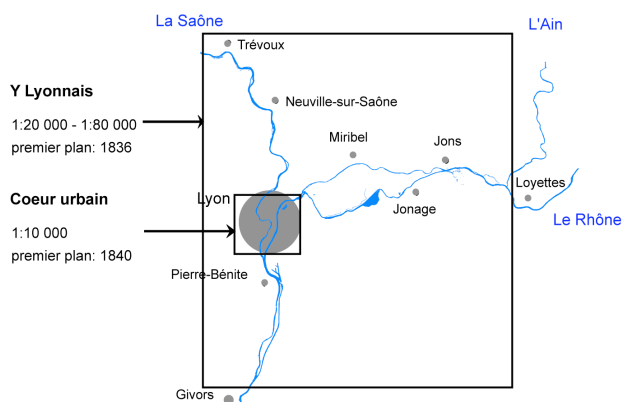 La Saône
L'Ain
Trévoux
Y Lyonnais
Neuville-sur-Saône
1:20 000 - 1:80 000
premier plan: 1836
Miribel
Jons
Coeur urbain
Lyon
Loyettes
Jonage
Le Rhône
1:10 000
premier plan: 1840
Pierre-Bénite
Givors